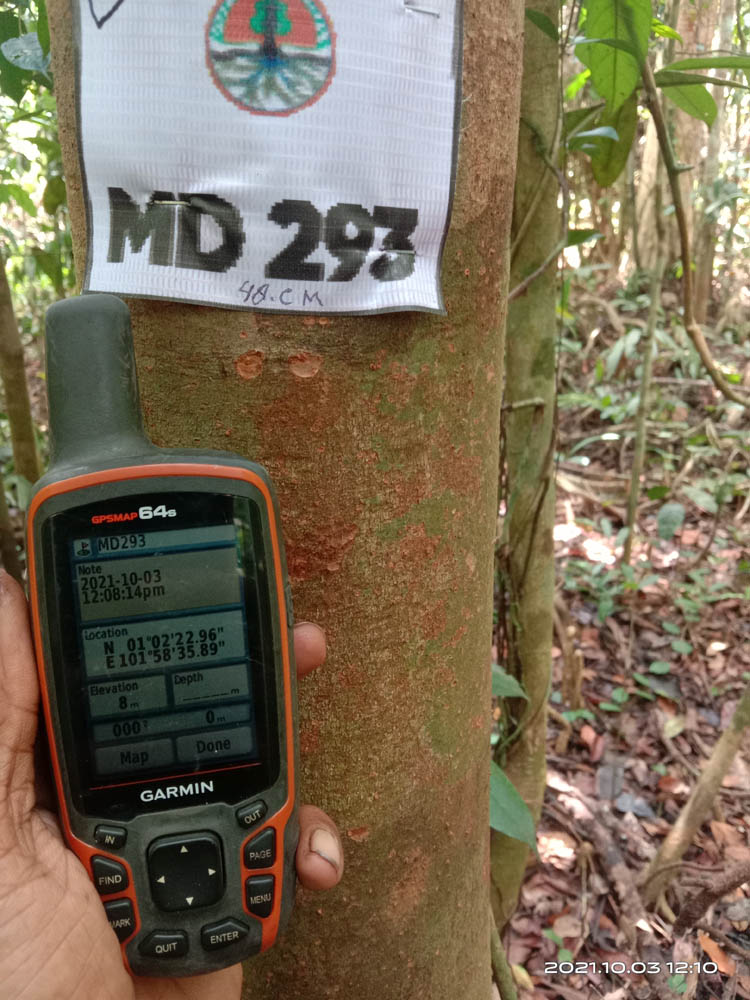 MD 293
48.CM
GPSMAP 64s
MD293
Note
2021-10-03
12:08:14pm
Location
N 01°02'22.96"
E 101°58'35.89"
Elevation
8 m
Depth
_____ m
000°T
0 m
Map
Done
GARMIN
IN
OUT
FIND
PAGE
MARK
MENU
QUIT
ENTER
2021.10.03 12:10